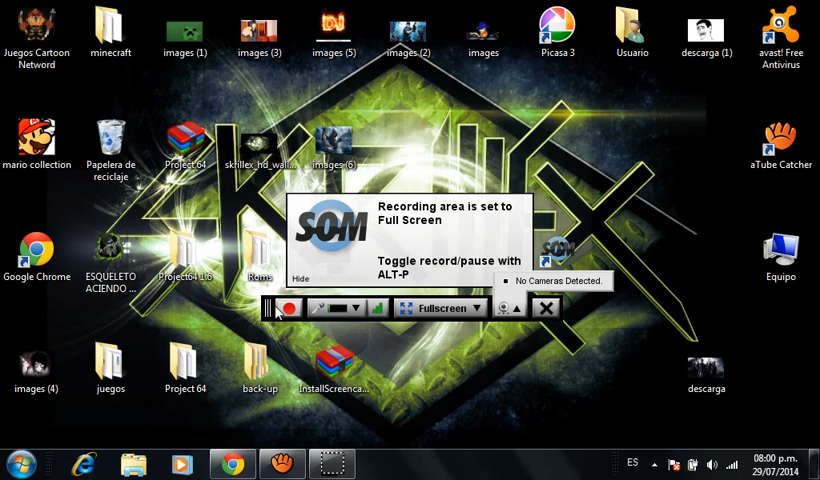 Juegos Cartoon
Netword
minecraft
images (1)
images (3)
images (5)
images (2)
images
Picasa 3
Usuario
descarga (1)
avast! Free
Antivirus
DJ
mario collection
Papelera de
reciclaje
Project 64
skrillex_hd_wall...
images (6)
aTube Catcher
SKRILLEX
SOM
Recording area is set to
Full Screen
Toggle record/pause with
ALT-P
Hide
No Cameras Detected.
Fullscreen
Google Chrome
ESQUELETO
ACIENDO ...
Project64 1.6
Roms
SOM
Equipo
images (4)
juegos
Project 64
back-up
InstallScreenca...
descarga
ES
08:00 p.m.
29/07/2014